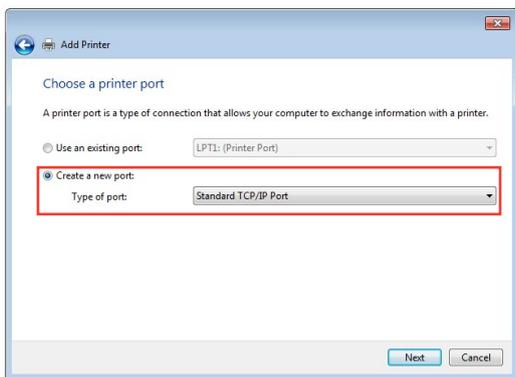 Add Printer
Choose a printer port
A printer port is a type of connection that allows your computer to exchange information with a printer.
Use an existing port: LPT1: (Printer Port)
Create a new port:
Type of port: Standard TCP/IP Port
Next Cancel